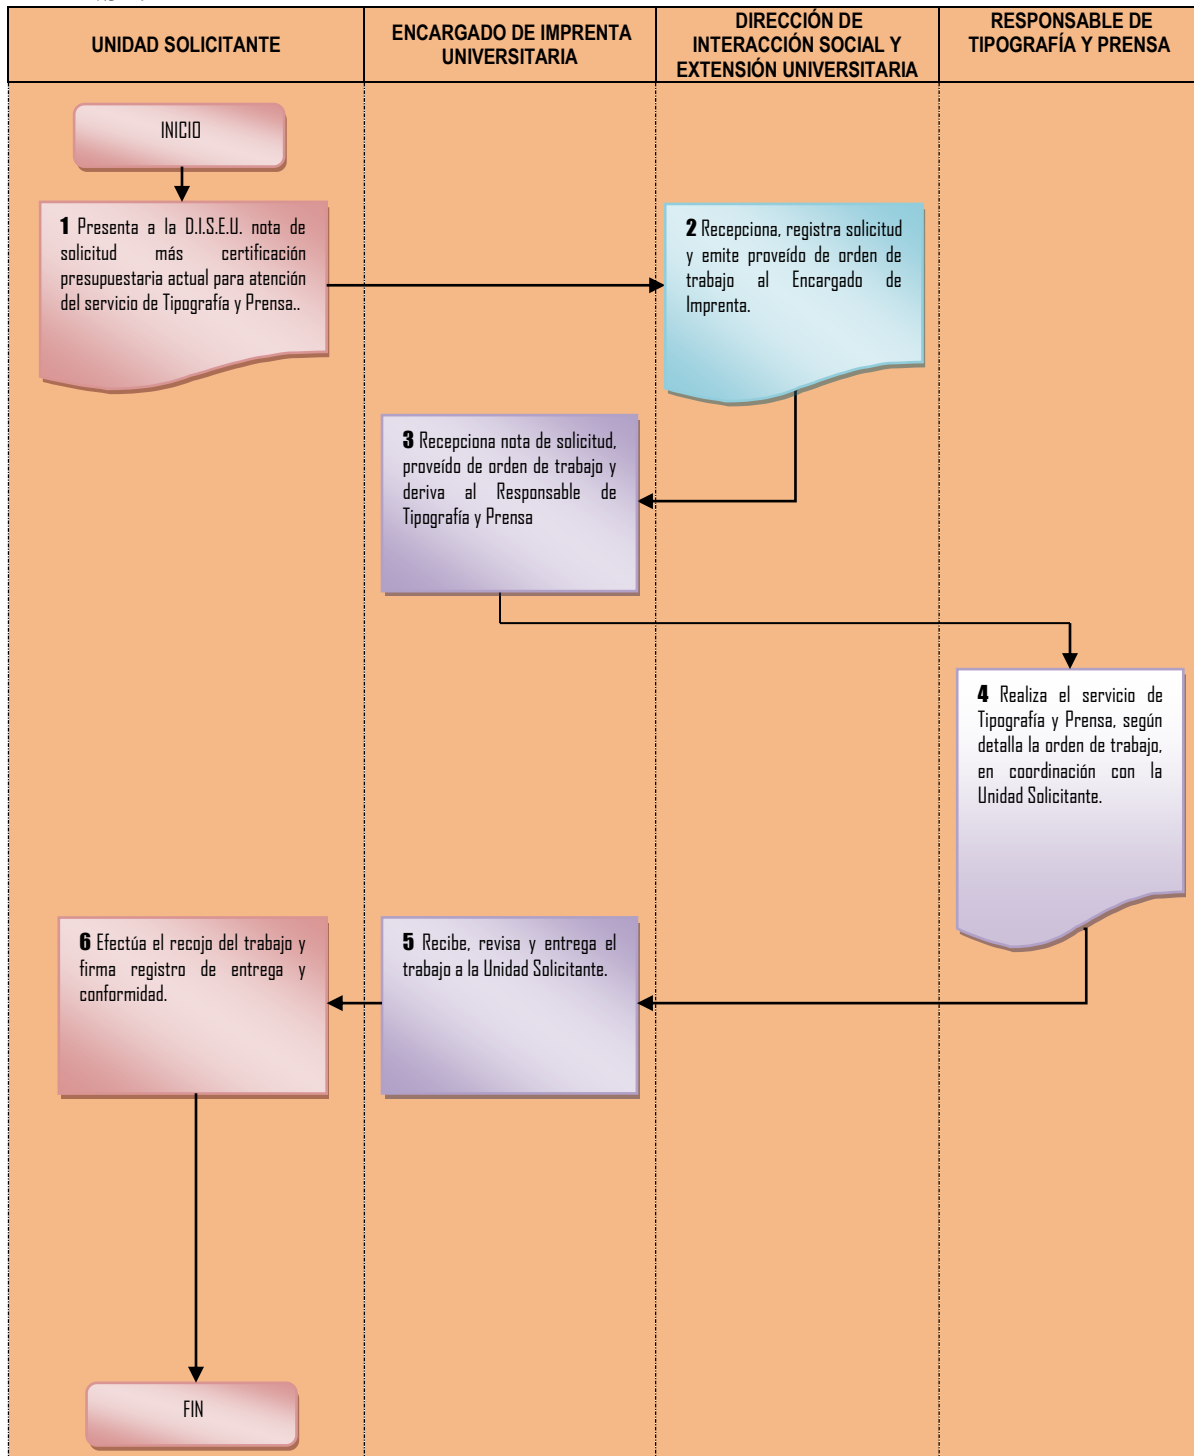 UNIDAD SOLICITANTE
ENCARGADO DE IMPRENTA
UNIVERSITARIA
DIRECCIÓN DE
INTERACCIÓN SOCIAL Y
EXTENSIÓN UNIVERSITARIA
RESPONSABLE DE
TIPOGRAFÍA Y PRENSA
INICIO
1 Presenta a la D.I.S.E.U. nota de
solicitud más certificación
presupuestaria actual para atención
del servicio de Tipografía y Prensa..
2 Recepciona, registra solicitud
y emite proveído de orden de
trabajo al Encargado de
Imprenta.
3 Recepciona nota de solicitud,
proveído de orden de trabajo y
deriva al Responsable de
Tipografía y Prensa
4 Realiza el servicio de
Tipografía y Prensa, según
detalla la orden de trabajo,
en coordinación con la
Unidad Solicitante.
5 Recibe, revisa y entrega el
trabajo a la Unidad Solicitante.
6 Efectúa el recojo del trabajo y
firma registro de entrega y
conformidad.
FIN